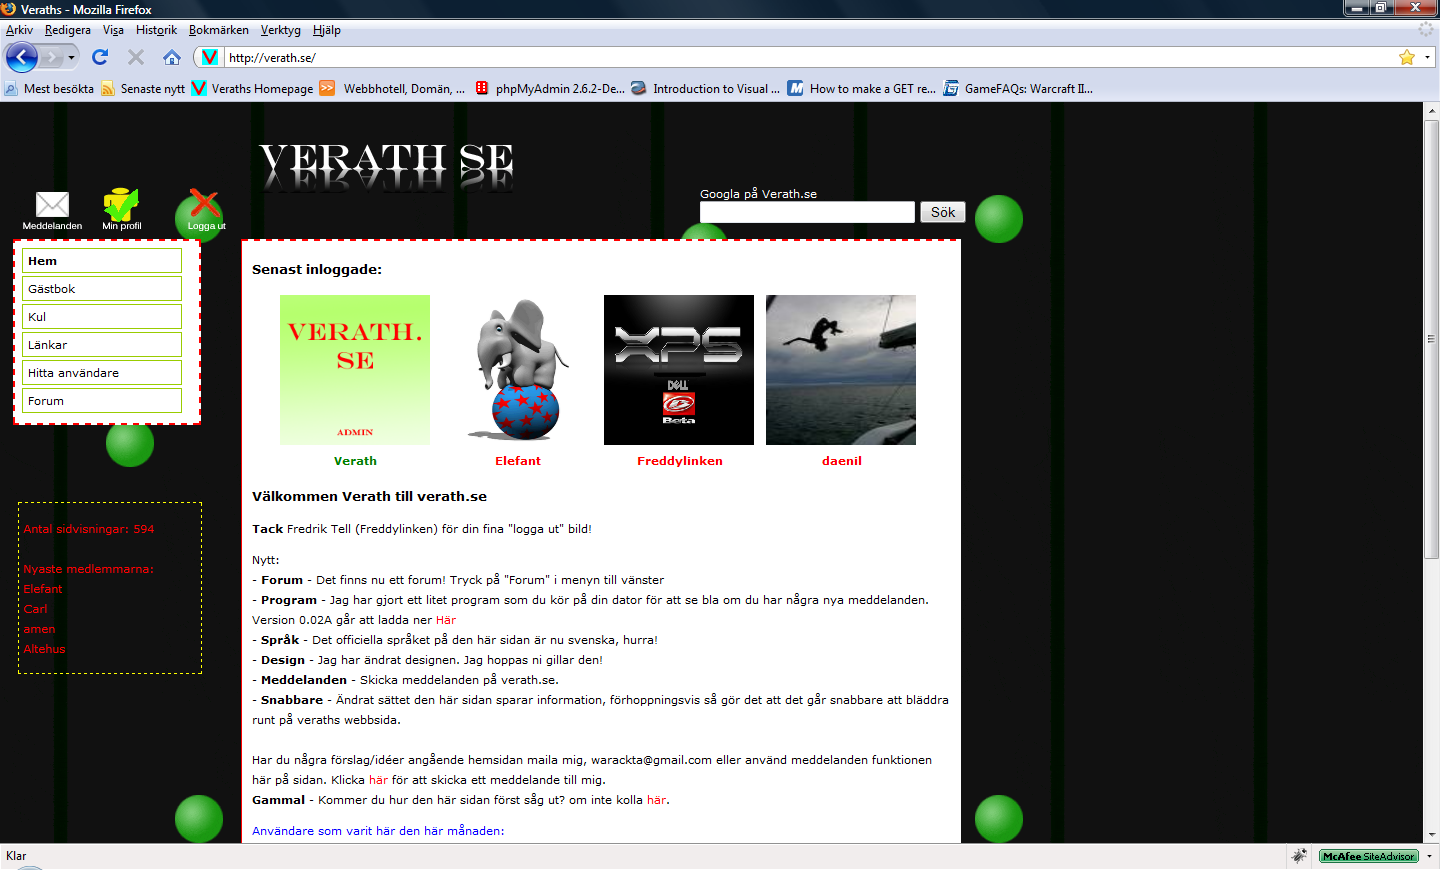 Veraths - Mozilla Firefox
Arkiv Redigera Visa Historik Bokmärken Verktyg Hjälp
http://verath.se/
Mest besökta Senaste nytt Veraths Homepage Webbhotell, Domän, ... phpMyAdmin 2.6.2-De... Introduction to Visual ... How to make a GET re... GameFAQs: Warcraft II...
VERATH SE
Googla på Verath.se
Sök
Meddelanden Min profil Logga ut
Hem
Gästbok
Kul
Länkar
Hitta användare
Forum
Antal sidvisningar: 594
Nyaste medlemmarna:
Elefant
Carl
amen
Altehus
Senast inloggade:
VERATH.
SE
ADMIN
XPS
DELL
Beta
Verath Elefant Freddylinken daenil
Välkommen Verath till verath.se
Tack Fredrik Tell (Freddylinken) för din fina "logga ut" bild!
Nytt:
- Forum - Det finns nu ett forum! Tryck på "Forum" i menyn till vänster
- Program - Jag har gjort ett litet program som du kör på din dator för att se bla om du har några nya meddelanden.
Version 0.02A går att ladda ner Här
- Språk - Det officiella språket på den här sidan är nu svenska, hurra!
- Design - Jag har ändrat designen. Jag hoppas ni gillar den!
- Meddelanden - Skicka meddelanden på verath.se.
- Snabbare - Ändrat sättet den här sidan sparar information, förhoppningsvis så gör det att det går snabbare att bläddra
runt på veraths webbsida.
Har du några förslag/idéer angående hemsidan maila mig, warackta@gmail.com eller använd meddelanden funktionen
här på sidan. Klicka här för att skicka ett meddelande till mig.
Gammal - Kommer du hur den här sidan först såg ut? om inte kolla här.
Användare som varit här den här månaden:
Klar
McAfee SiteAdvisor